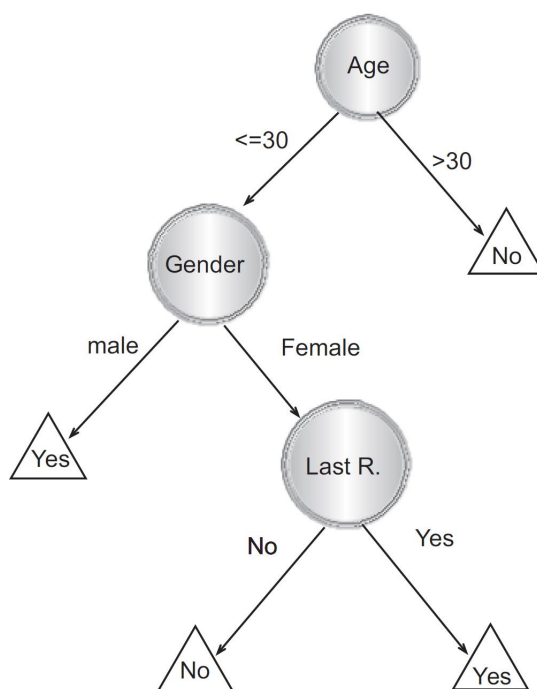 Age
<=30
>30
Gender
No
male
Female
Yes
Last R.
No
Yes
No
Yes